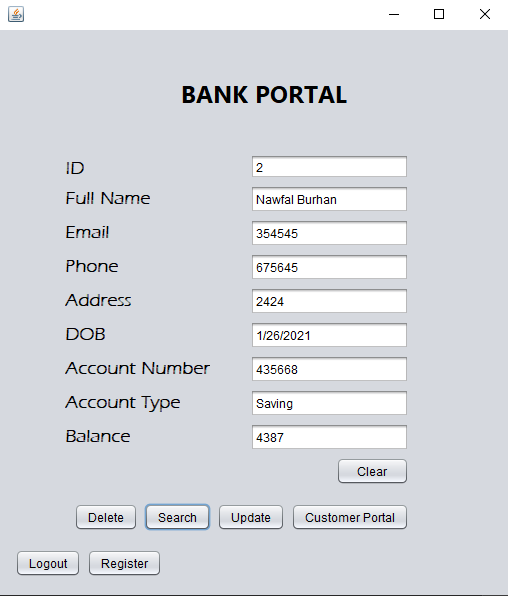 BANK PORTAL
ID 2
Full Name Nawfal Burhan
Email 354545
Phone 675645
Address 2424
DOB 1/26/2021
Account Number 435668
Account Type Saving
Balance 4387
Clear
Delete Search Update Customer Portal
Logout Register